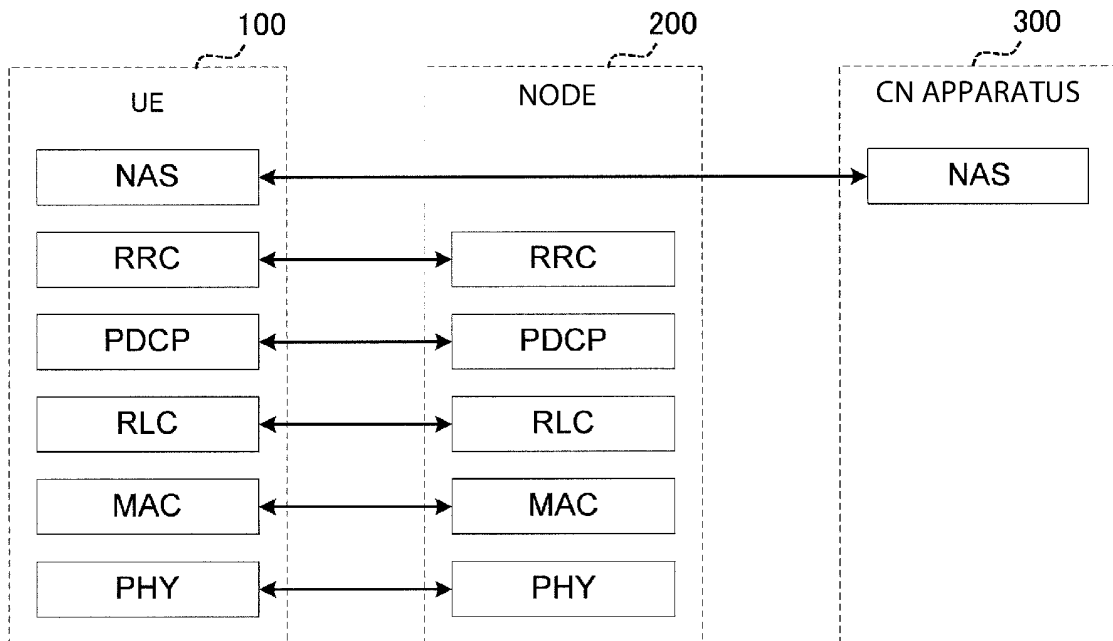 100
200
300
UE
NODE
CN APPARATUS
NAS
NAS
RRC
RRC
PDCP
PDCP
RLC
RLC
MAC
MAC
PHY
PHY